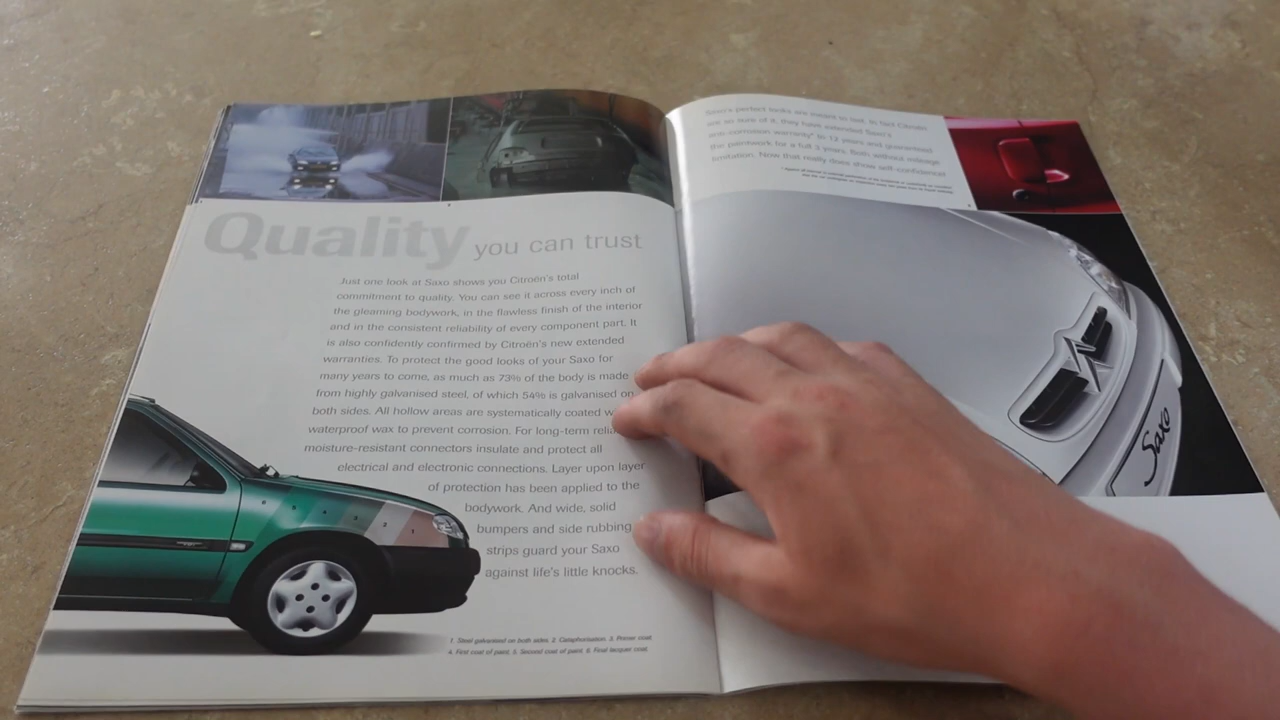 Quality you can trust
Just one look at Saxo shows you Citroën's total
commitment to quality. You can see it across every inch of
the gleaming bodywork, in the flawless finish of the interior
and in the consistent reliability of every component part. It
is also confidently confirmed by Citroën's new extended
warranties. To protect the good looks of your Saxo for
many years to come, as much as 73% of the body is made
from highly galvanised steel, of which 54% is galvanised on
both sides. All hollow areas are systematically coated
waterproof wax to prevent corrosion. For long-term
moisture-resistant connectors insulate and protect all
electrical and electronic connections. Layer upon layer
of protection has been applied to the
bodywork. And wide, solid
bumpers and side rubbing
strips guard your Saxo
against life's little knocks.
1. Steel galvanised on both sides. 2. Cataphorisation. 3. Primer coat
4. First coat of paint. 5. Second coat of paint. 6. Final lacquer coat.
Saxo's perfect looks are meant to last. In fact Citroën
are so sure of it, they have extended Saxo's
anti-corrosion warranty* to 12 years and guaranteed
the paintwork for a full 3 years. Both without mileage
limitation. Now that really does show self-confidence!
Saxo